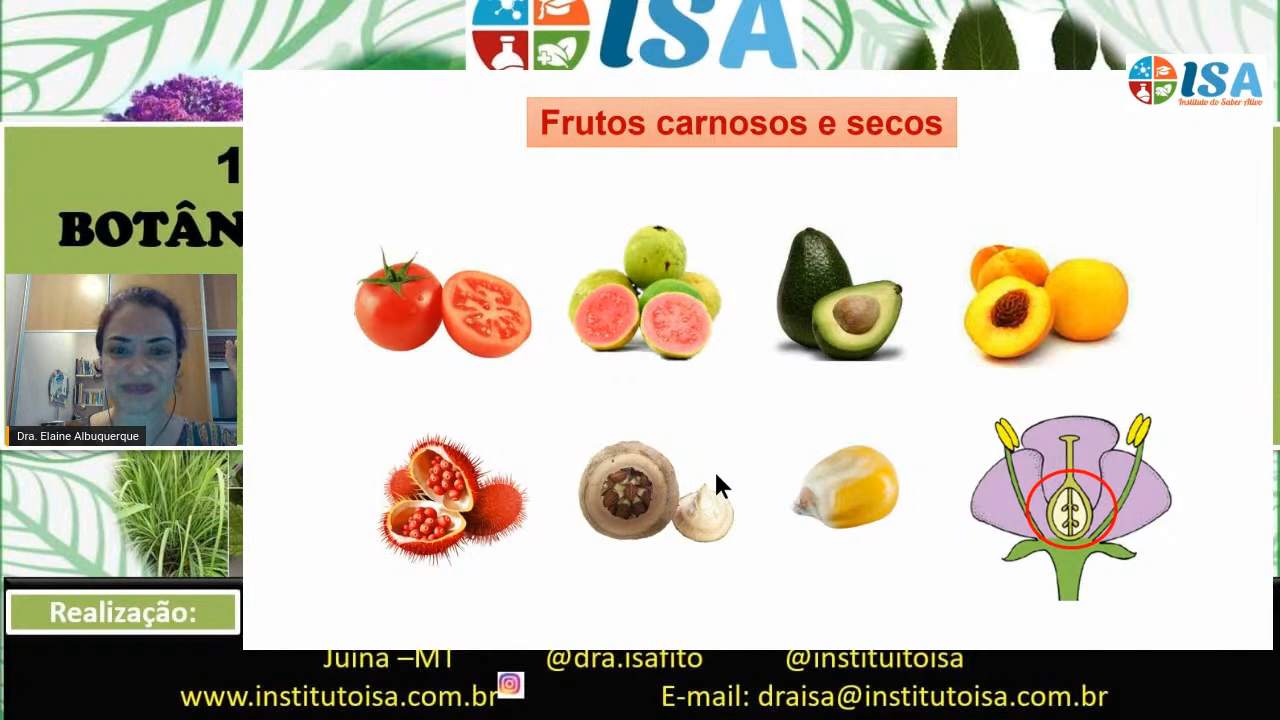 ISA
ISA
Instituto do Saber Ativo
Frutos carnosos e secos
1
BOTÂN
Dra. Elaine Albuquerque
Realização:
Juína –MT @dra.isafito @instituitoisa
www.institutoisa.com.br E-mail: draisa@institutoisa.com.br